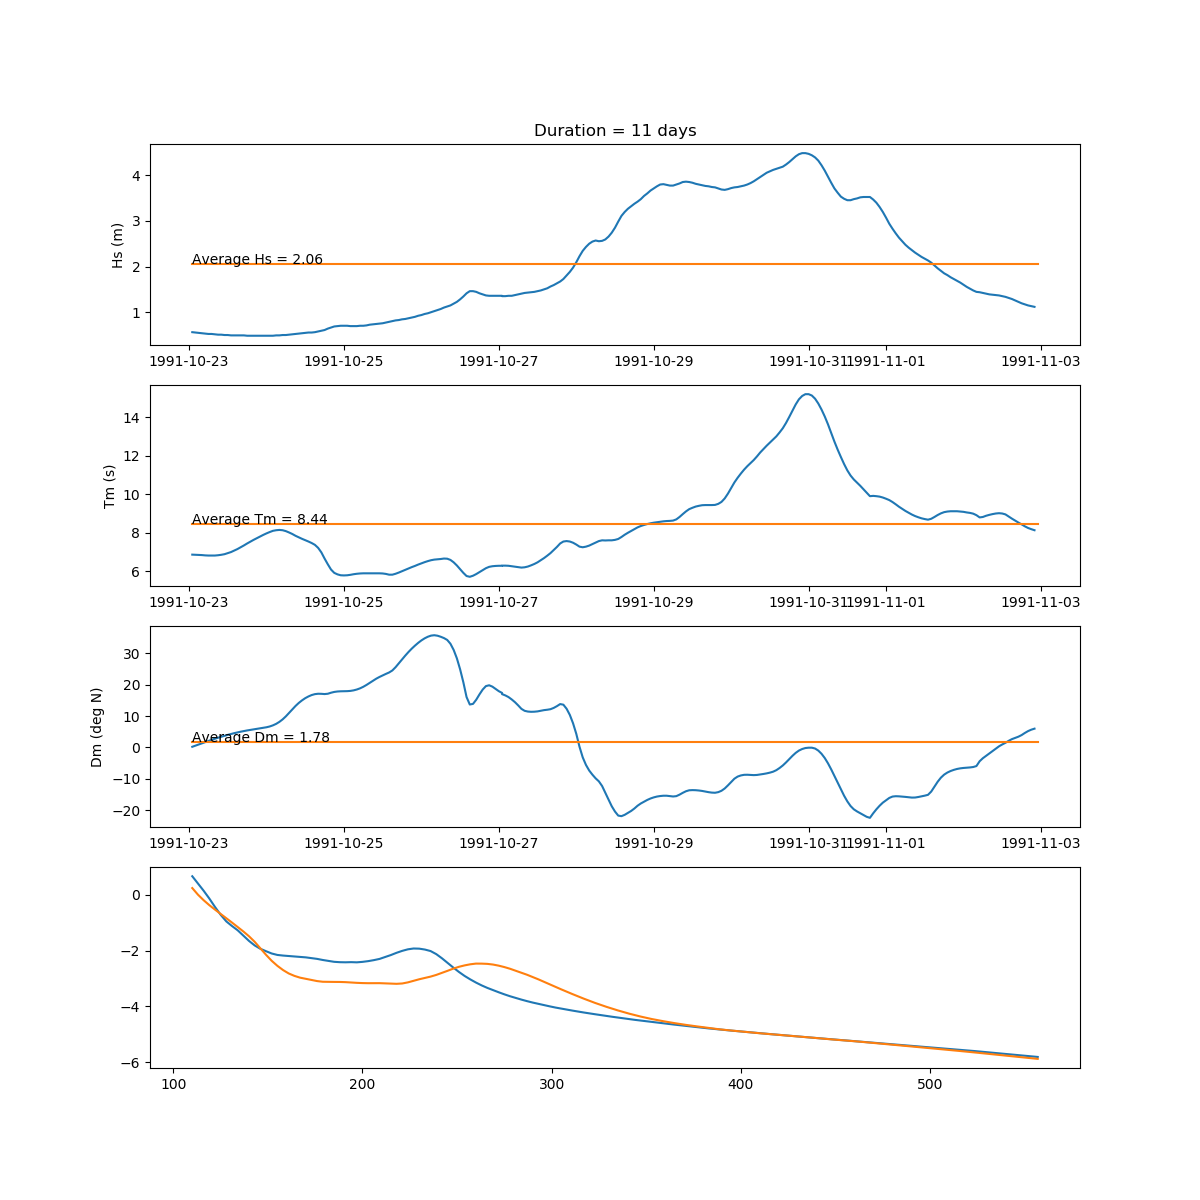 Duration = 11 days
4
3
2
1
Hs (m)
Average Hs = 2.06
1991-10-23 1991-10-25 1991-10-27 1991-10-29 1991-10-31 1991-11-01 1991-11-03
14
12
10
8
6
Tm (s)
Average Tm = 8.44
1991-10-23 1991-10-25 1991-10-27 1991-10-29 1991-10-31 1991-11-01 1991-11-03
30
20
10
0
−10
−20
Dm (deg N)
Average Dm = 1.78
1991-10-23 1991-10-25 1991-10-27 1991-10-29 1991-10-31 1991-11-01 1991-11-03
0
−2
−4
−6
100 200 300 400 500